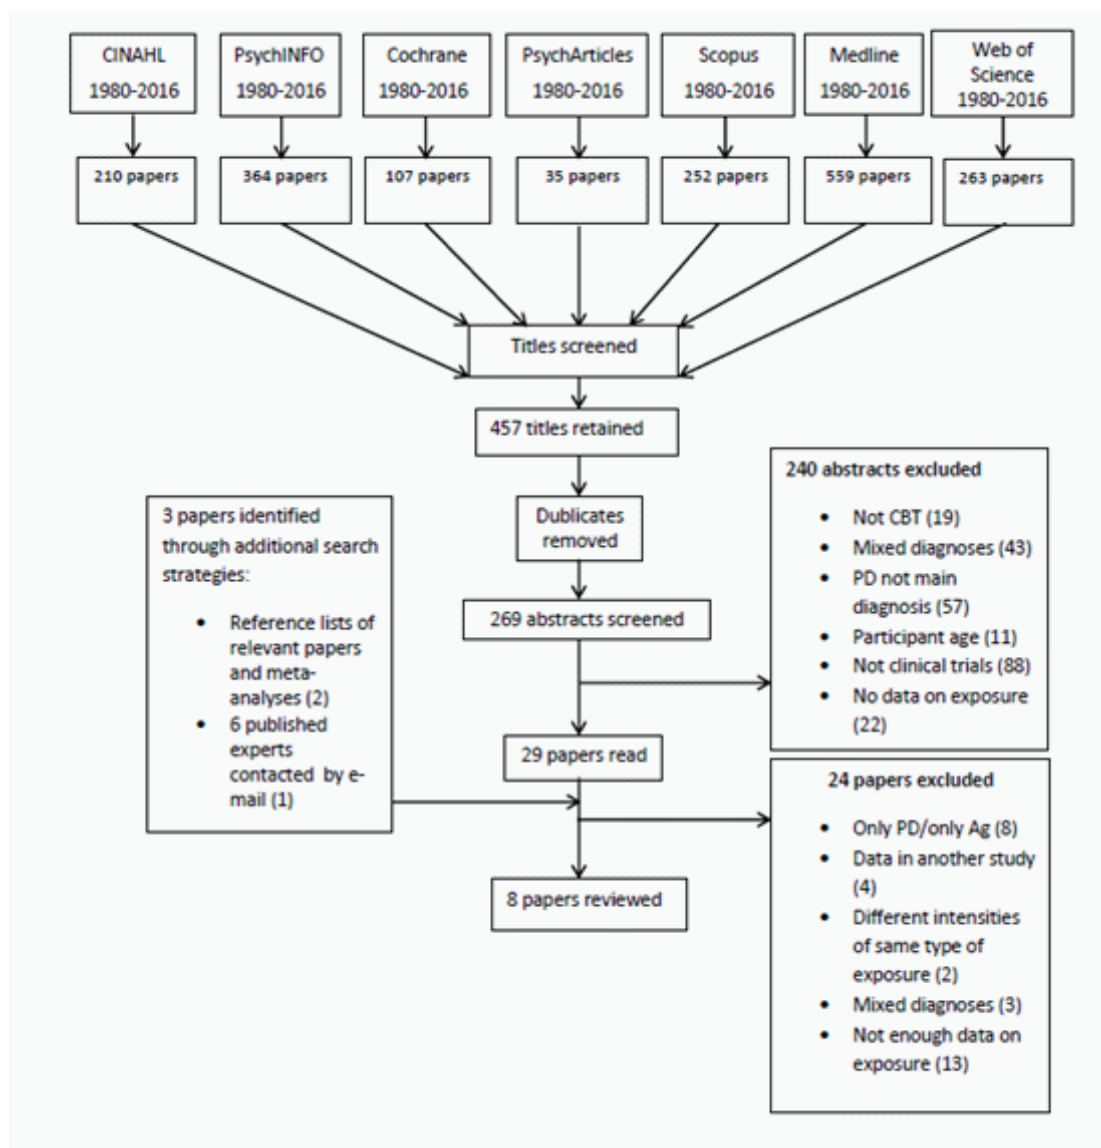 CINAHL
1980-2016
PsychINFO
1980-2016
Cochrane
1980-2016
PsychArticles
1980-2016
Scopus
1980-2016
Medline
1980-2016
Web of
Science
1980-2016
210 papers
364 papers
107 papers
35 papers
252 papers
559 papers
263 papers
Titles screened
457 titles retained
Dublicates
removed
269 abstracts screened
240 abstracts excluded
• Not CBT (19)
• Mixed diagnoses (43)
• PD not main
diagnosis (57)
• Participant age (11)
• Not clinical trials (88)
• No data on exposure
(22)
3 papers identified
through additional search
strategies:
• Reference lists of
relevant papers
and meta-
analyses (2)
• 6 published
experts
contacted by e-
mail (1)
29 papers read
24 papers excluded
• Only PD/only Ag (8)
• Data in another study
(4)
• Different intensities
of same type of
exposure (2)
• Mixed diagnoses (3)
• Not enough data on
exposure (13)
8 papers reviewed